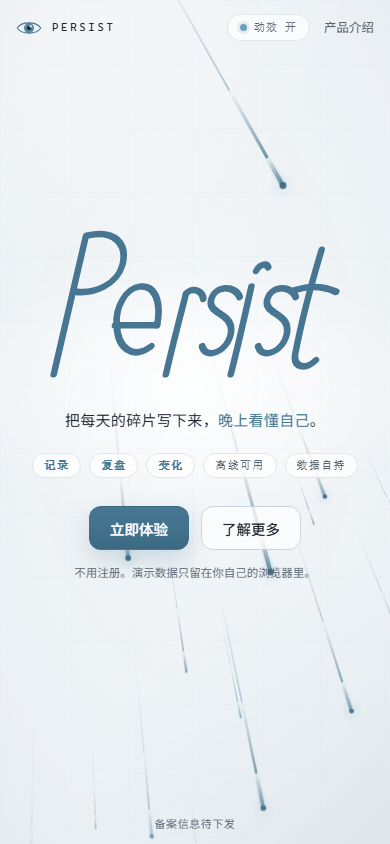 PERSIST
动效 开
产品介绍
Persist
把每天的碎片写下来，晚上看懂自己。
记录 复盘 变化 离线可用 数据自持
立即体验
了解更多
不用注册。演示数据只留在你自己的浏览器里。
备案信息待下发